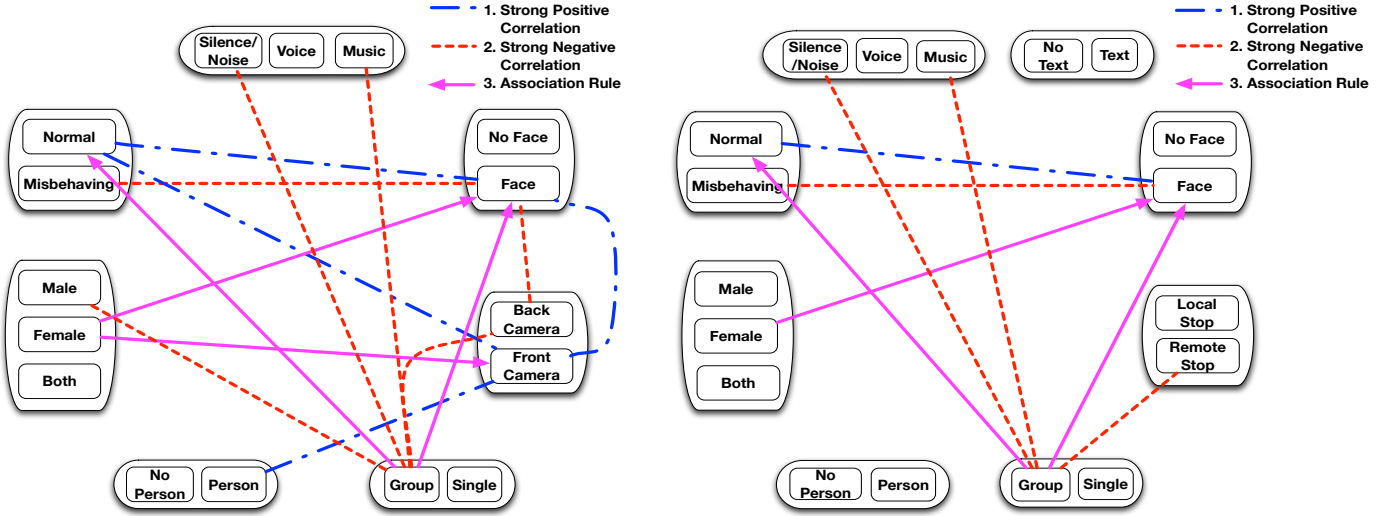 1. Strong Positive
Correlation
2. Strong Negative
Correlation
3. Association Rule
Silence/
Noise
Voice
Music
Normal
Misbehaving
No Face
Face
Male
Female
Both
Back
Camera
Front
Camera
No
Person
Person
Group
Single
1. Strong Positive
Correlation
2. Strong Negative
Correlation
3. Association Rule
Silence
/Noise
Voice
Music
No
Text
Text
Normal
Misbehaving
No Face
Face
Male
Female
Both
Local
Stop
Remote
Stop
No
Person
Person
Group
Single